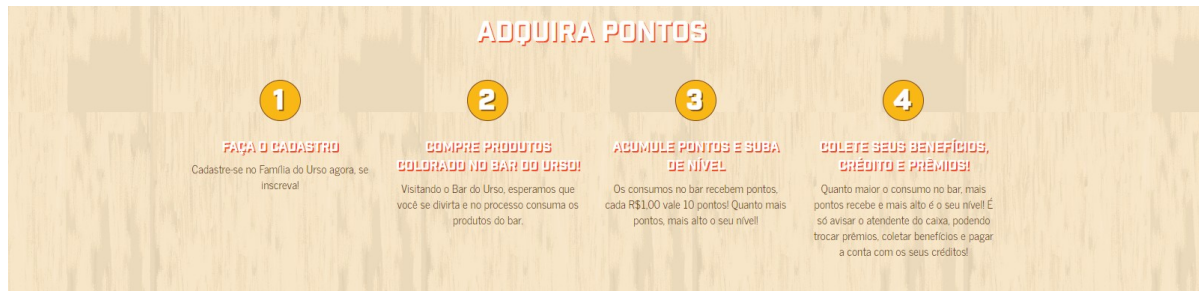 ADQUIRA PONTOS
1
FAÇA O CADASTRO
Cadastre-se no Família do Urso agora, se
inscreva!
2
COMPRE PRODUTOS
COLORADO NO BAR DO URSO!
Visitando o Bar do Urso, esperamos que
você se divirta e no processo consuma os
produtos do bar.
3
ACUMULE PONTOS E SUBA
DE NÍVEL
Os consumos no bar recebem pontos,
cada R$1,00 vale 10 pontos! Quanto mais
pontos, mais alto o seu nível!
4
COLETE SEUS BENEFÍCIOS,
CRÉDITO E PRÊMIOS!
Quanto maior o consumo no bar, mais
pontos recebe e mais alto é o seu nível! É
só avisar o atendente do caixa, podendo
trocar prêmios, coletar benefícios e pagar
a conta com os seus créditos!